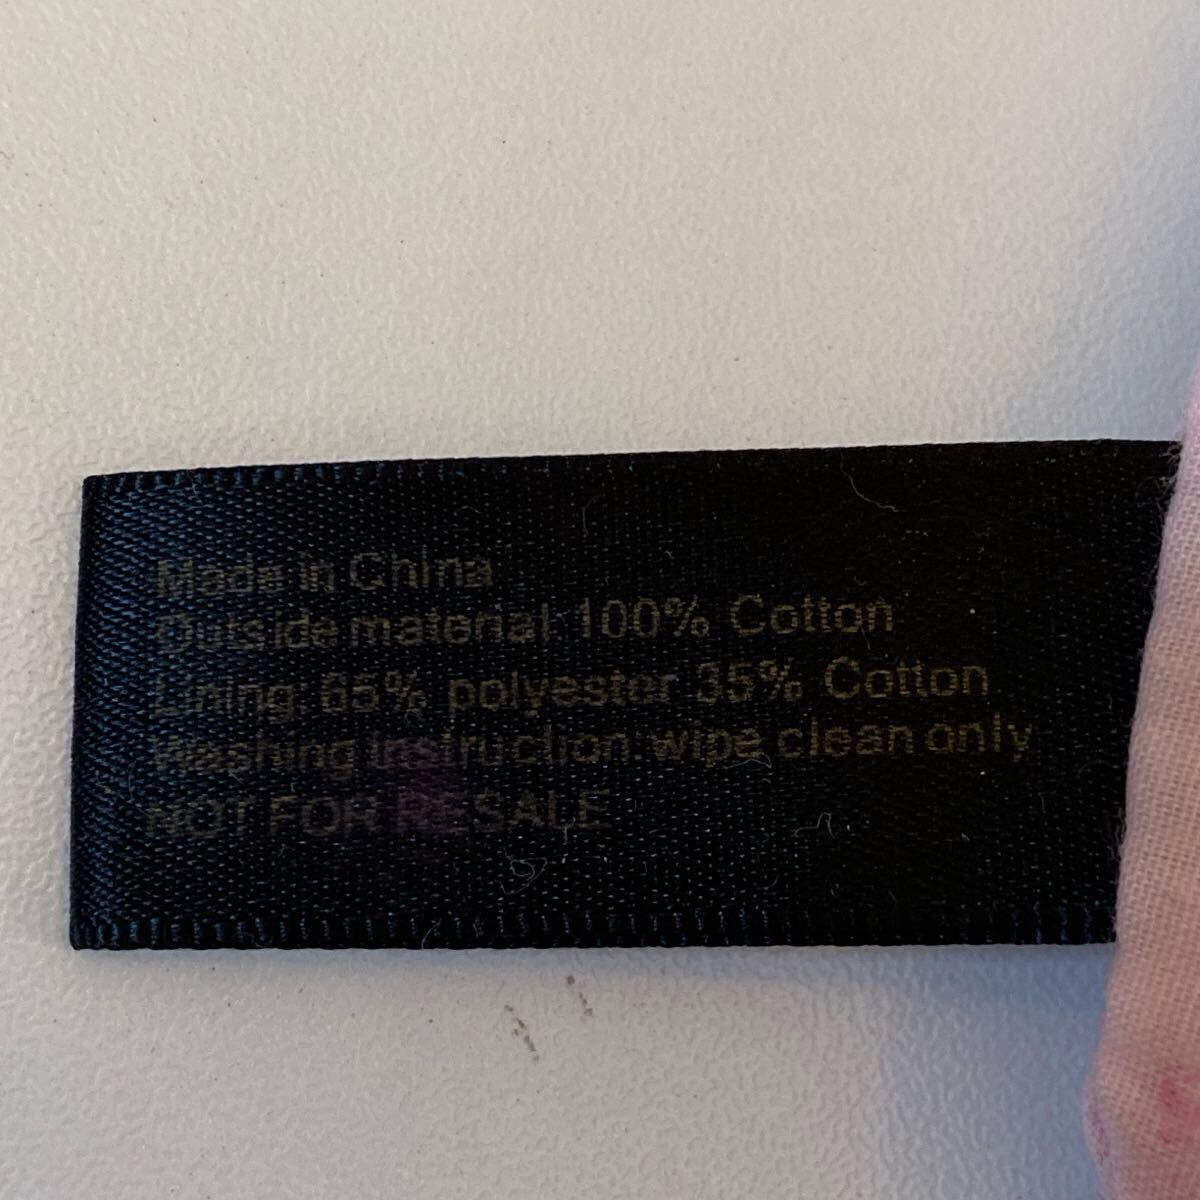 Made in China
Outside material 100% Cotton
Lining: 65% polyester 35% Cotton
Washing instruction: wipe clean only
NOT FOR RESALE